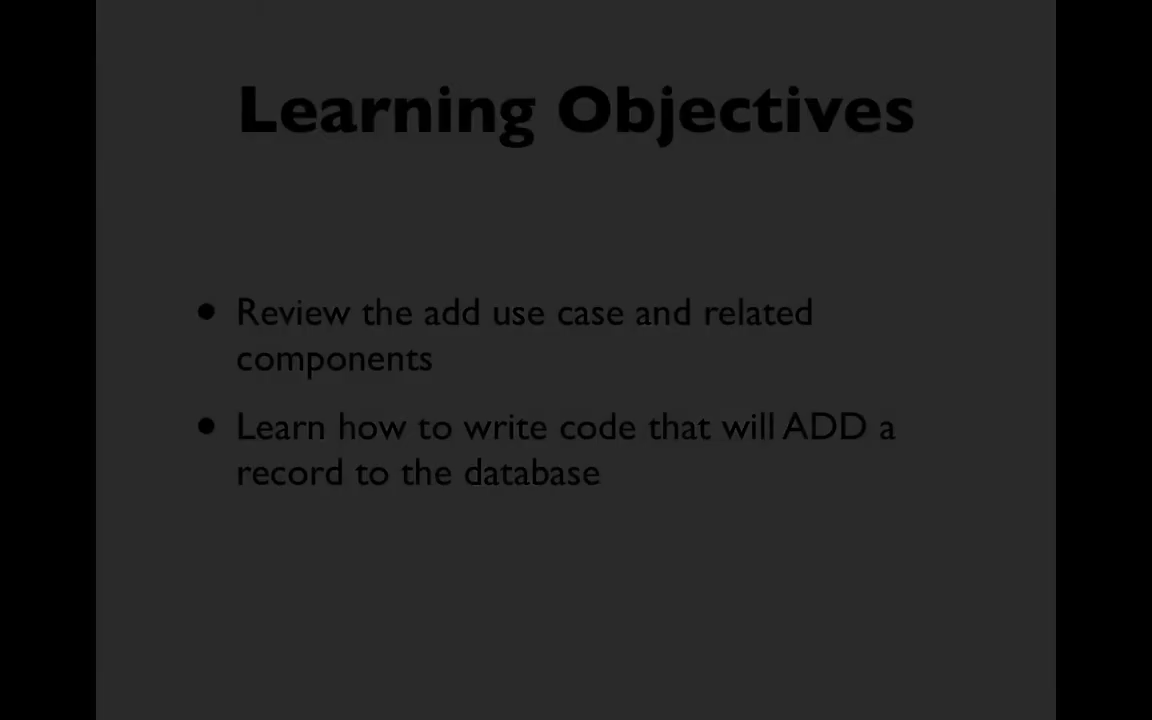 Learning Objectives
• Review the add use case and related
components
• Learn how to write code that will ADD a
record to the database